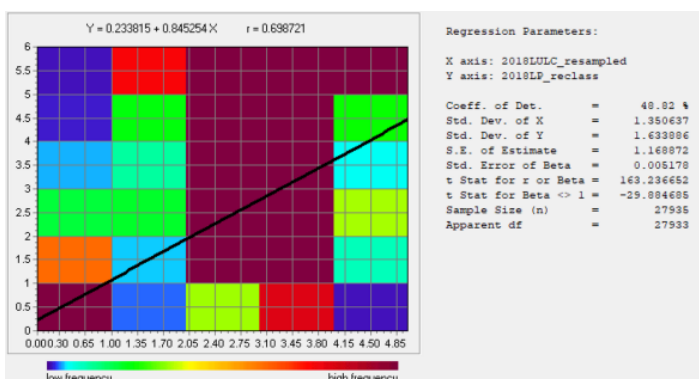 Y = 0.233815 + 0.845254 X r = 0.698721
6
5.5
5
4.5
4
3.5
3
2.5
2
1.5
1
0.5
0
0.000.30 0.65 1.00 1.35 1.70 2.05 2.40 2.75 3.10 3.45 3.80 4.15 4.50 4.85
low frequency high frequency
Regression Parameters:
X axis: 2018LULC_resampled
Y axis: 2018LP_reclass
Coeff. of Det. = 48.82 %
Std. Dev. of X = 1.350637
Std. Dev. of Y = 1.633886
S.E. of Estimate = 1.168872
Std. Error of Beta = 0.005178
t Stat for r or Beta = 163.236652
t Stat for Beta <> 1 = -29.884685
Sample Size (n) = 27935
Apparent df = 27933